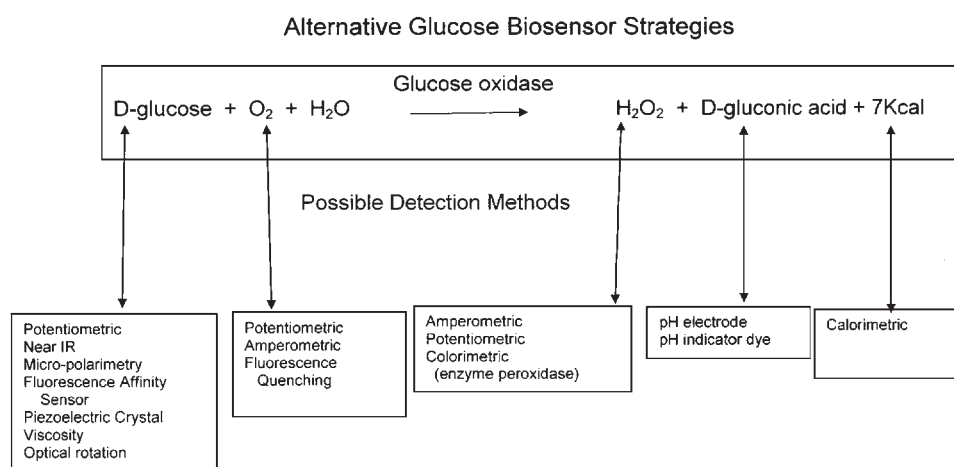 Alternative Glucose Biosensor Strategies
Glucose oxidase
D-glucose + O₂ + H₂O
H₂O₂ + D-gluconic acid + 7Kcal
Possible Detection Methods
Potentiometric
Near IR
Micro-polarimetry
Fluorescence Affinity
Sensor
Piezoelectric Crystal
Viscosity
Optical rotation
Potentiometric
Amperometric
Fluorescence
Quenching
Amperometric
Potentiometric
Colorimetric
(enzyme peroxidase)
pH electrode
pH indicator dye
Calorimetric